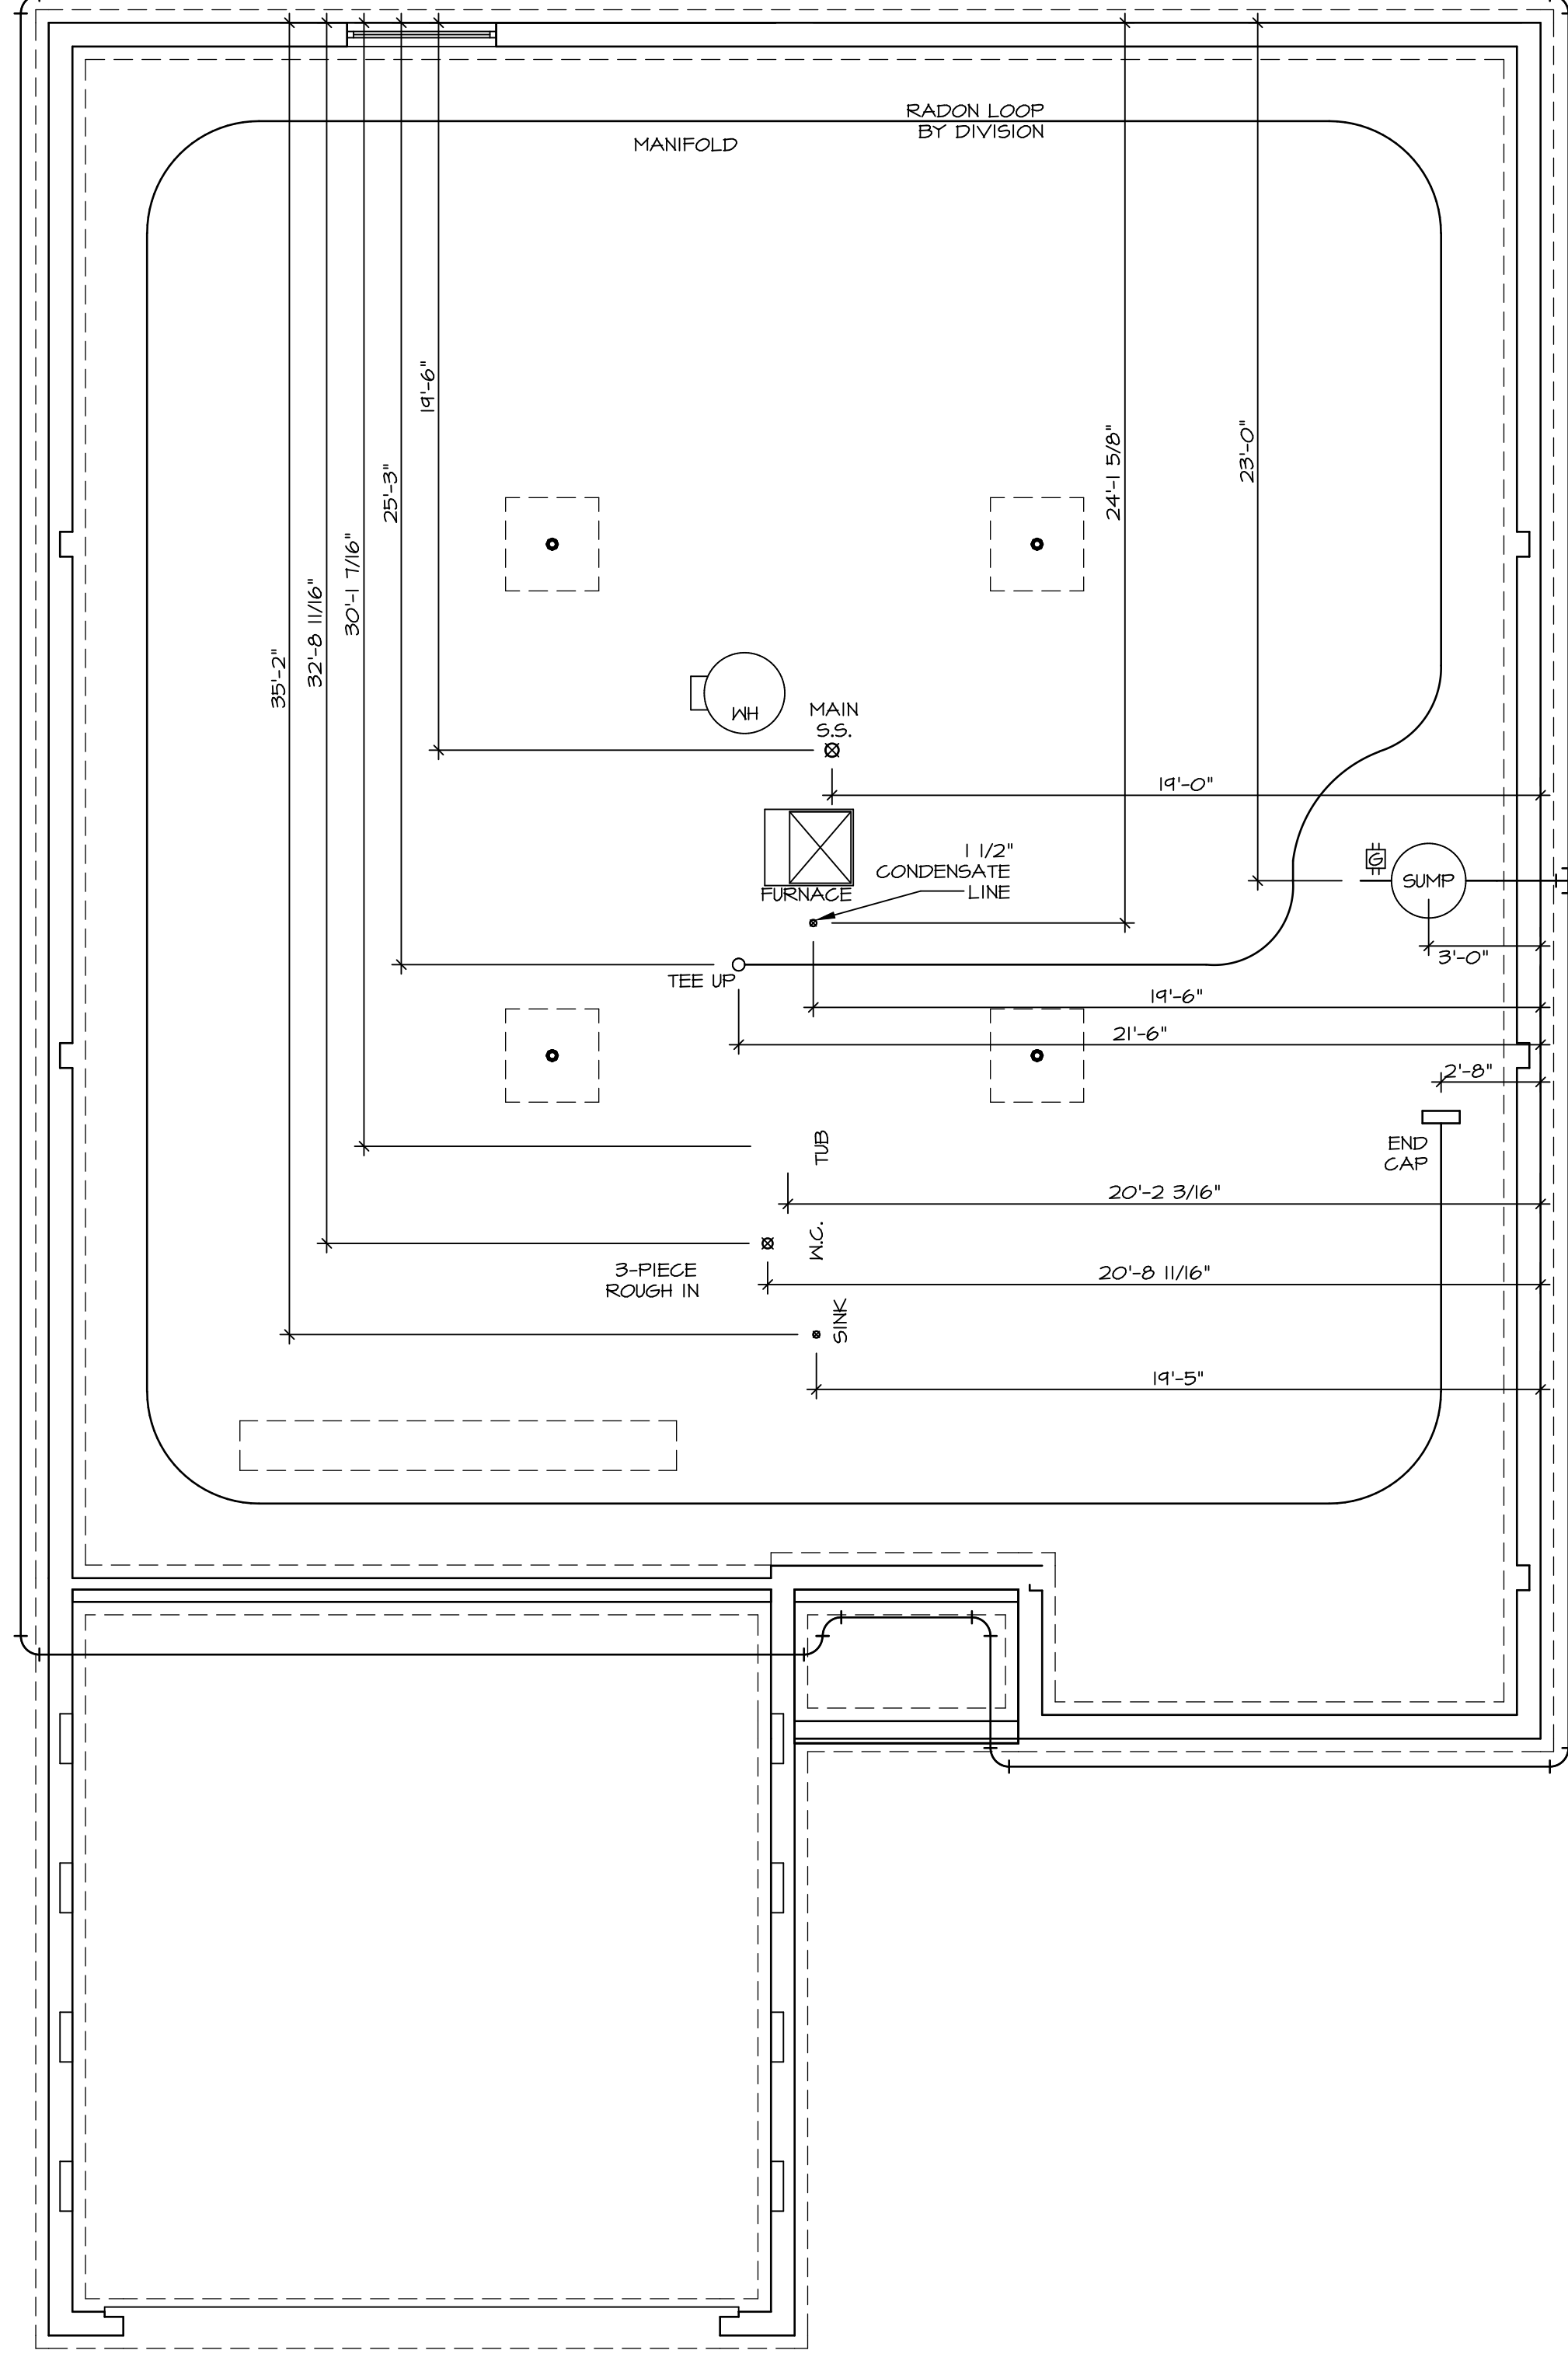 RADON LOOP
BY DIVISION
MANIFOLD
19'-6"
25'-3"
24'-1 5/8"
23'-0"
30'-1 7/16"
32'-8 11/16"
35'-2"
WH
MAIN
S.S.
19'-0"
1 1/2"
CONDENSATE
LINE
FURNACE
G
SUMP
3'-0"
TEE UP
19'-6"
21'-6"
2'-8"
TUB
END
CAP
20'-2 3/16"
W.C.
3-PIECE
ROUGH IN
20'-8 11/16"
SINK
19'-5"